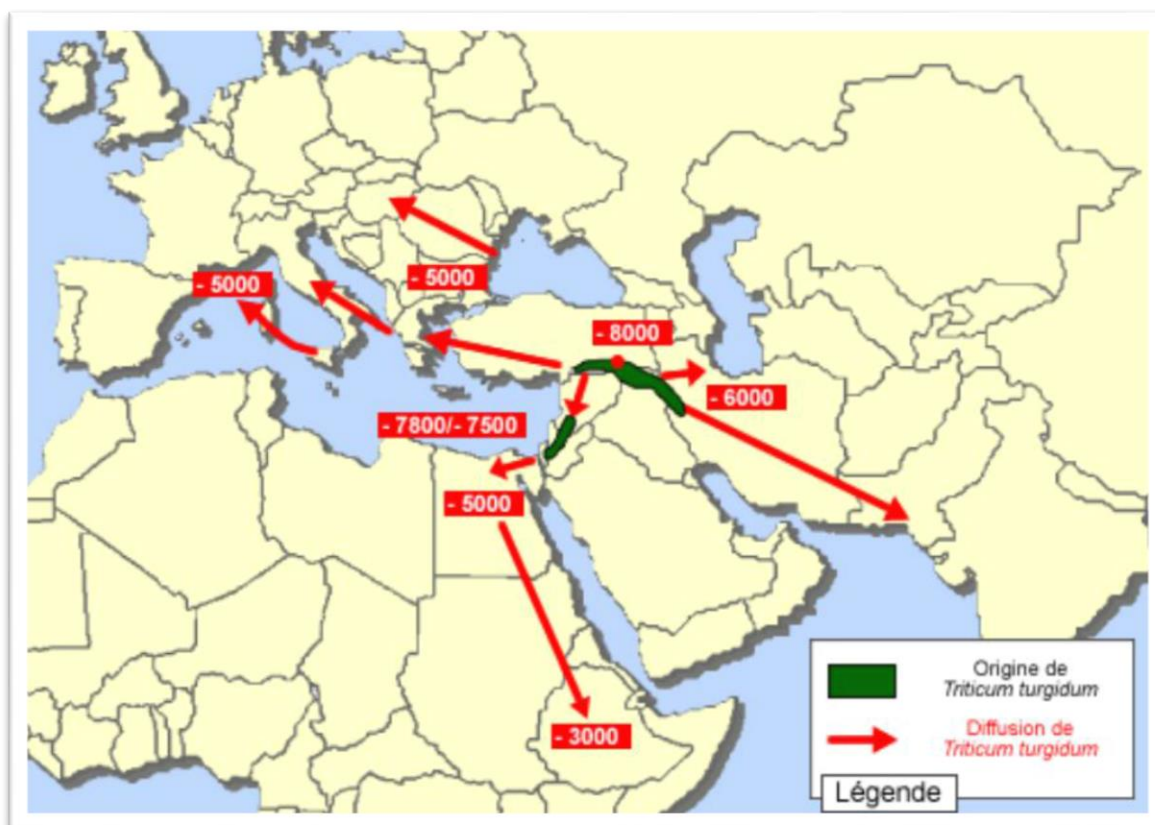 - 5000
- 5000
- 8000
- 6000
- 7800/- 7500
- 5000
- 3000
Origine de
Triticum turgidum
Diffusion de
Triticum turgidum
Légende